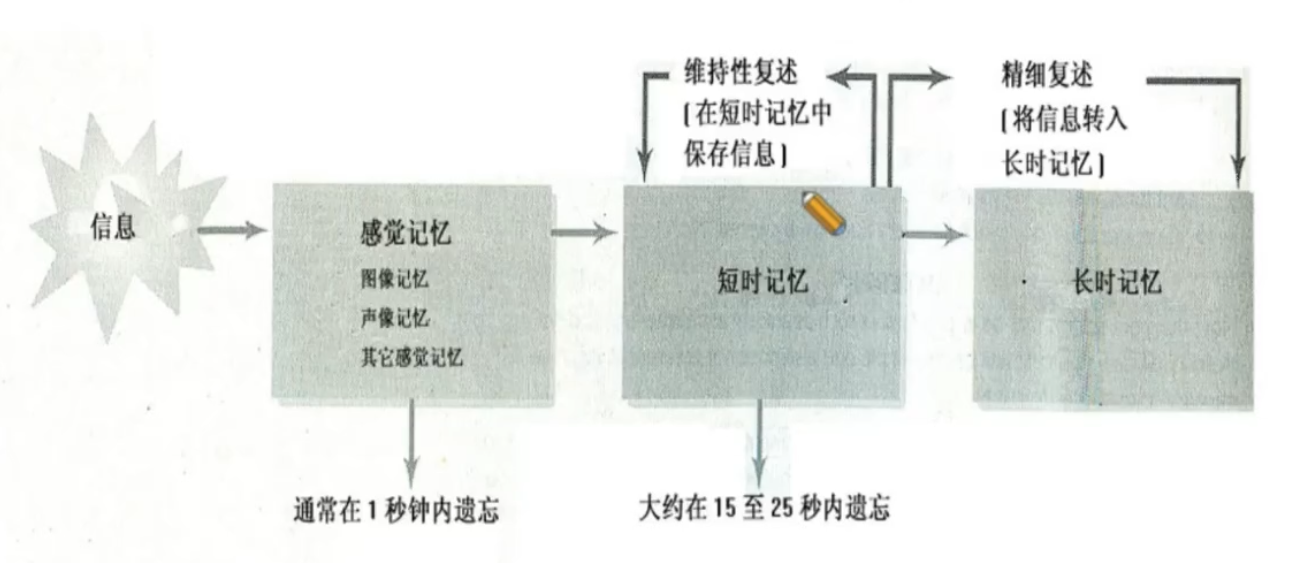 维持性复述
(在短时记忆中
保存信息)
精细复述
(将信息转入
长时记忆)
信息
感觉记忆
图像记忆
声像记忆
其它感觉记忆
短时记忆
长时记忆
通常在1秒钟内遗忘
大约在15至25秒内遗忘